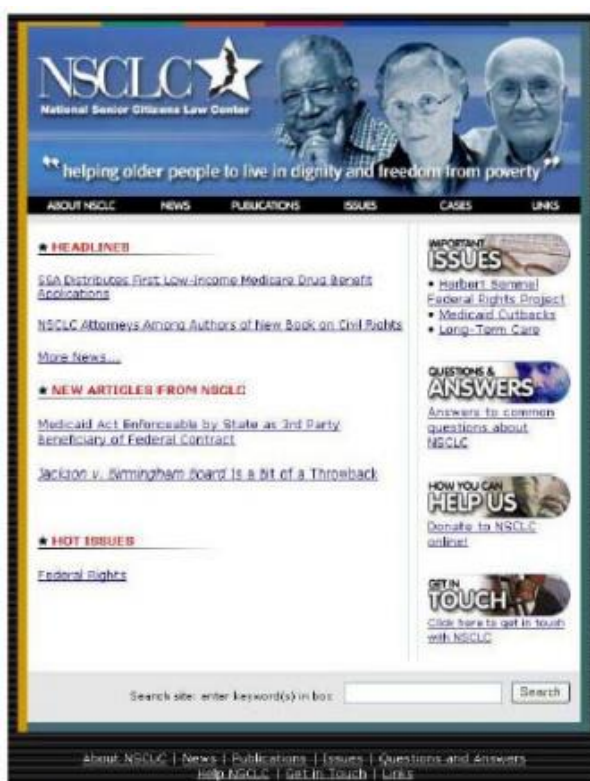 NSCLC
National Senior Citizens Law Center
"helping older people to live in dignity and freedom from poverty"
ABOUT NSCLC NEWS PUBLICATIONS ISSUES CASES LINKS
HEADLINES
SSA Distributes First Low-Income Medicare Drug Benefit
Applications
NSCLC Attorneys Among Authors of New Book on Civil Rights
More News...
NEW ARTICLES FROM NSCLC
Medicaid Act Enforceable by State as 3rd Party
Beneficiary of Federal Contract
Jackson v. Birmingham Board is a Bit of a Throwback
HOT ISSUES
Federal Rights
IMPORTANT
ISSUES
• Herbert Semmel
Federal Rights Project
• Medicaid Cutbacks
• Long-Term Care
QUESTIONS &
ANSWERS
Answers to common
questions about
NSCLC
HOW YOU CAN
HELP US
Donate to NSCLC
online!
GET IN
TOUCH
Click here to get in touch
with NSCLC
Search site: enter keyword(s) in box: Search
About NSCLC | News | Publications | Issues | Questions and Answers
Help NSCLC | Get in Touch | Links